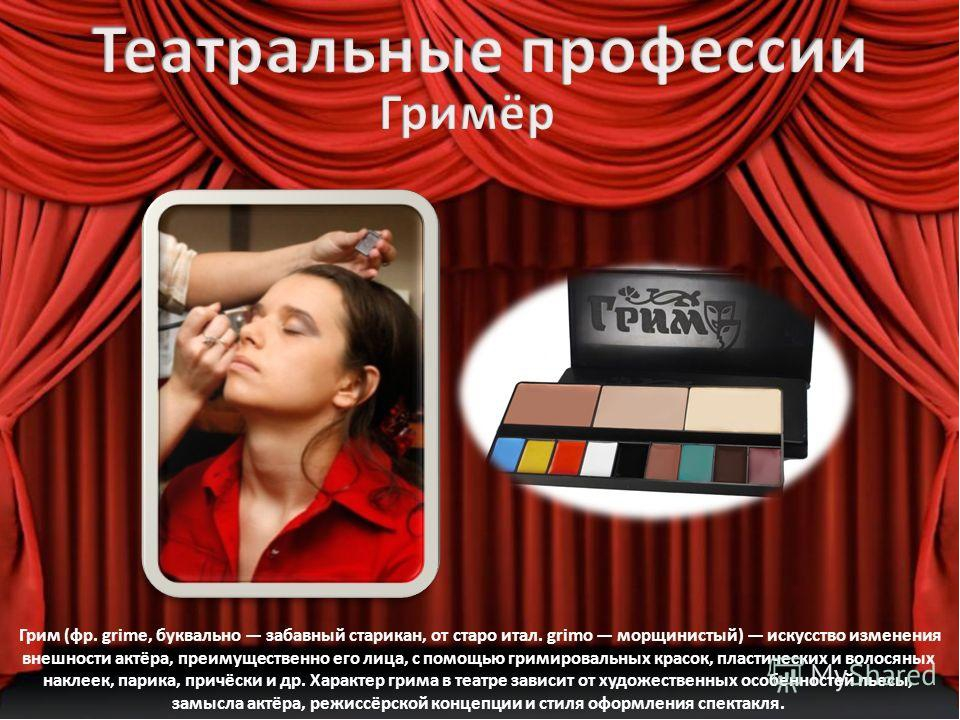 Театральные профессии
Гримёр
Грим
Грим (фр. grime, буквально — забавный старикан, от старо итал. grimo — морщинистый) — искусство изменения
внешности актёра, преимущественно его лица, с помощью гримировальных красок, пластических и волосяных
наклеек, парика, причёски и др. Характер грима в театре зависит от художественных особенностей пьесы,
замысла актёра, режиссёрской концепции и стиля оформления спектакля.
MyShared